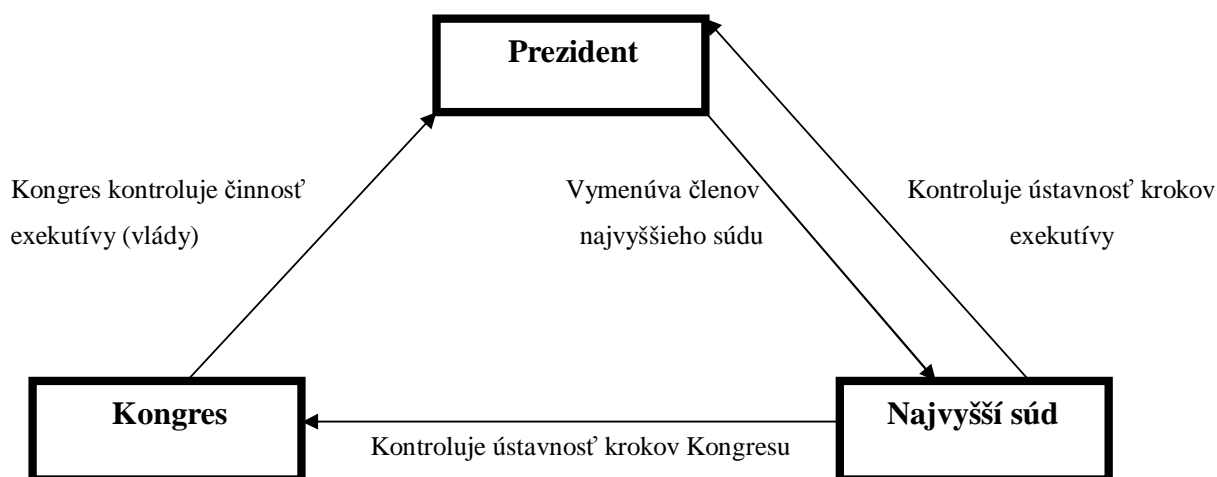 Prezident
Kongres kontroluje činnosť
exekutívy (vlády)
Vymenúva členov
najvyššieho súdu
Kontroluje ústavnosť krokov
exekutívy
Kongres
Najvyšší súd
Kontroluje ústavnosť krokov Kongresu